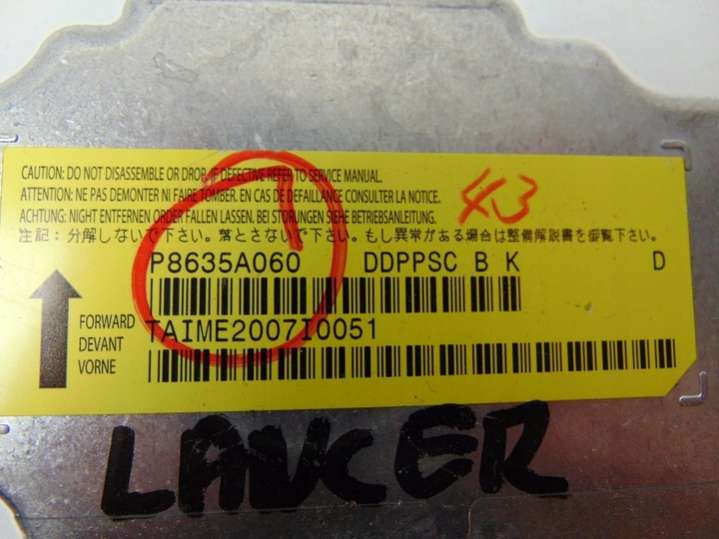 CAUTION: DO NOT DISASSEMBLE OR DROP. IF DEFECTIVE REFER TO SERVICE MANUAL.
ATTENTION: NE PAS DEMONTER NI FAIRE TOMBER. EN CAS DE DEFAILLANCE CONSULTER LA NOTICE.
ACHTUNG: NIGHT ENTFERNEN ORDER FALLEN LASSEN. BEI STORUNGEN SIEHE BETRIEBSANLEITUNG.
注記：分解しないで下さい。落とさないで下さい。もし異常がある場合は整備解説書を御覧下さい。
43
P8635A060 DDPPSC B K D
FORWARD
DEVANT
VORNE
TAIME2007I0051
LANCER